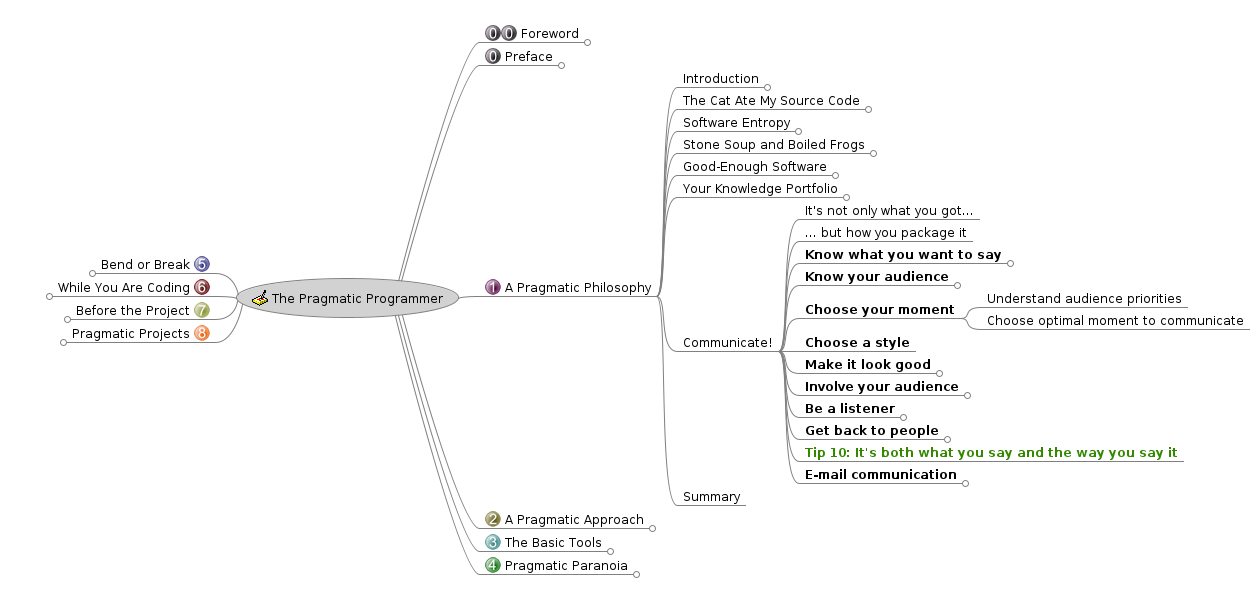 00 Foreword
0 Preface
Introduction
The Cat Ate My Source Code
Software Entropy
Stone Soup and Boiled Frogs
Good-Enough Software
Your Knowledge Portfolio
It's not only what you got...
... but how you package it
Know what you want to say
Know your audience
Choose your moment
Understand audience priorities
Choose optimal moment to communicate
Choose a style
Make it look good
Involve your audience
Be a listener
Get back to people
Tip 10: It's both what you say and the way you say it
E-mail communication
Communicate!
Summary
1 A Pragmatic Philosophy
The Pragmatic Programmer
Bend or Break 5
While You Are Coding 6
Before the Project 7
Pragmatic Projects 8
2 A Pragmatic Approach
3 The Basic Tools
4 Pragmatic Paranoia